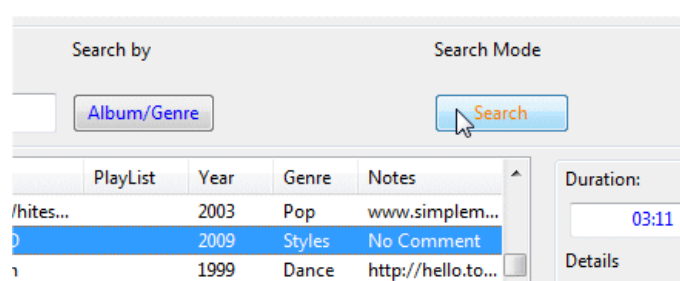 Search by Search Mode
Album/Genre Search
PlayList Year Genre Notes Duration:
/hites... 2003 Pop www.simplem...
03:11
2009 Styles No Comment
Details
1999 Dance http://hello.to...